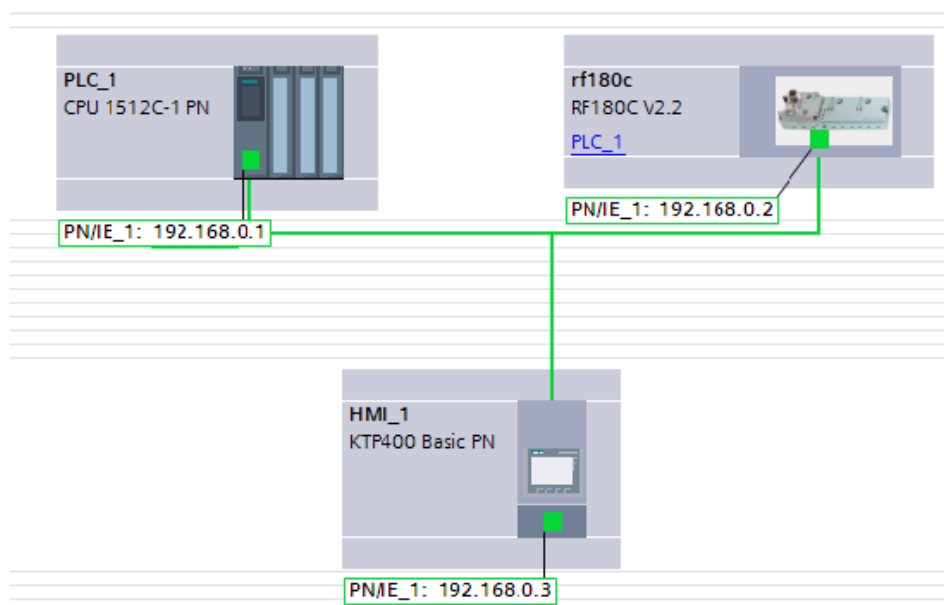 PLC_1
CPU 1512C-1 PN
PN/IE_1: 192.168.0.1
rf180c
RF180C V2.2
PLC_1
PN/IE_1: 192.168.0.2
HMI_1
KTP400 Basic PN
PN/IE_1: 192.168.0.3